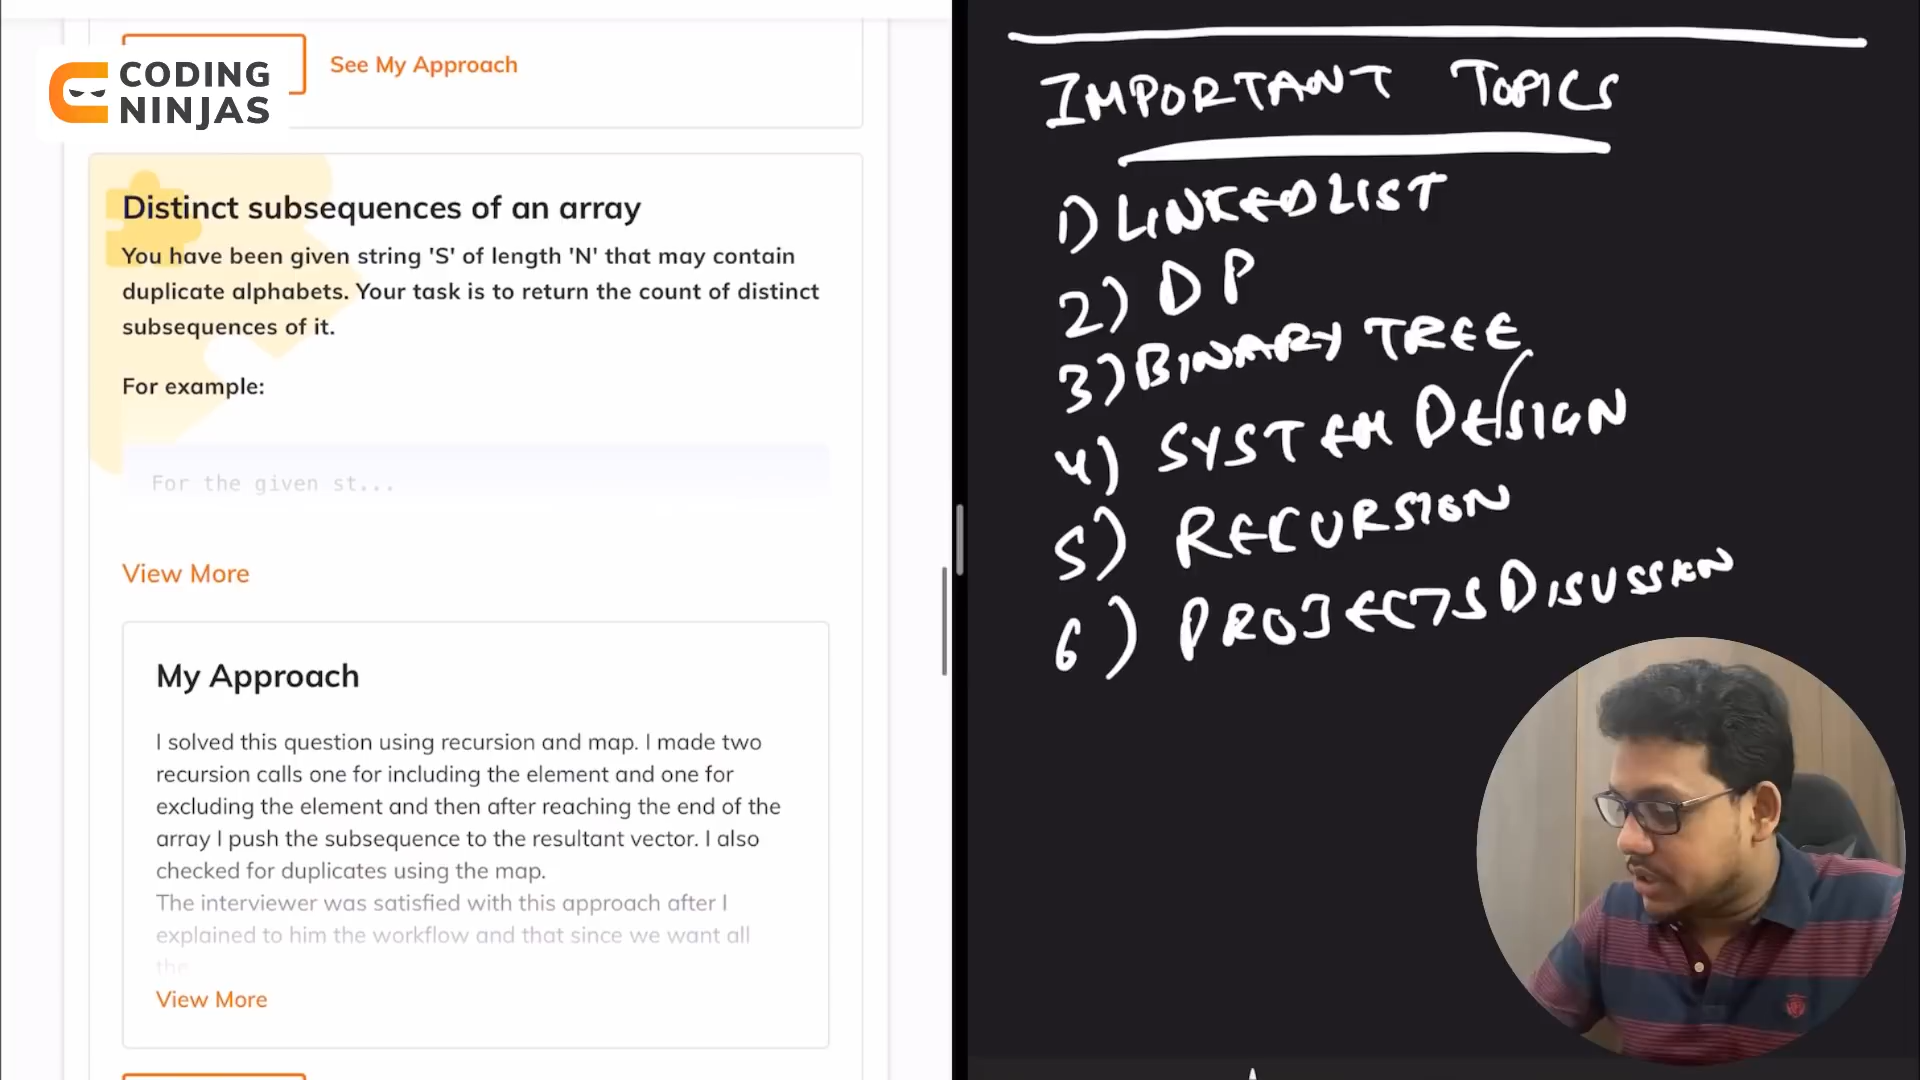 CODING
NINJAS
See My Approach
Distinct subsequences of an array
You have been given string 'S' of length 'N' that may contain
duplicate alphabets. Your task is to return the count of distinct
subsequences of it.
For example:
For the given st...
View More
My Approach
I solved this question using recursion and map. I made two
recursion calls one for including the element and one for
excluding the element and then after reaching the end of the
array I push the subsequence to the resultant vector. I also
checked for duplicates using the map.
The interviewer was satisfied with this approach after I
explained to him the workflow and that since we want all
the
View More
IMPORTANT TOPICS
1) LINKEDLIST
2) DP
3) BINARY TREE
4) SYSTEM DESIGN
5) RECURSION
6) PROJECTS DISUSSION